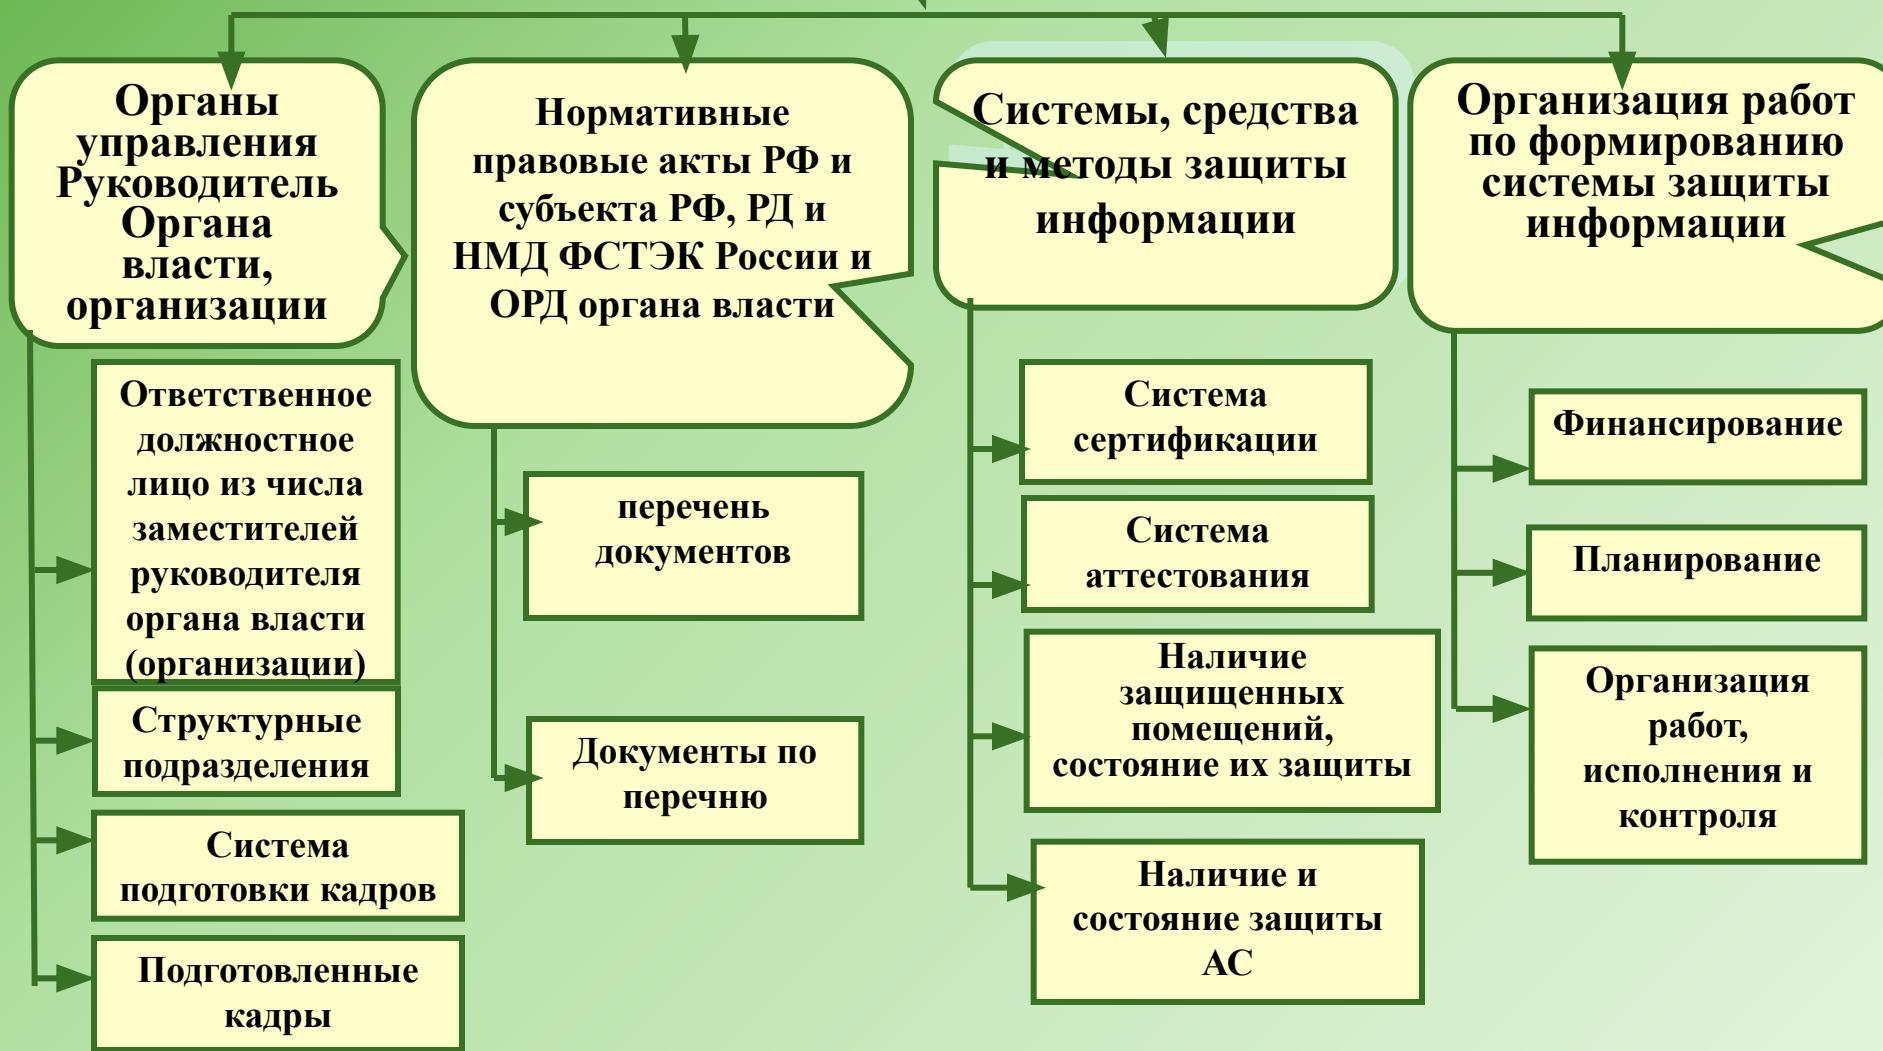 Органы
управления
Руководитель
Органа
власти,
организации
Ответственное
должностное
лицо из числа
заместителей
руководителя
органа власти
(организации)
Структурные
подразделения
Система
подготовки кадров
Подготовленные
кадры
Нормативные
правовые акты РФ и
субъекта РФ, РД и
НМД ФСТЭК России и
ОРД органа власти
перечень
документов
Документы по
перечню
Системы, средства
и методы защиты
информации
Система
сертификации
Система
аттестования
Наличие
защищенных
помещений,
состояние их защиты
Наличие и
состояние защиты
АС
Организация работ
по формированию
системы защиты
информации
Финансирование
Планирование
Организация
работ,
исполнения и
контроля